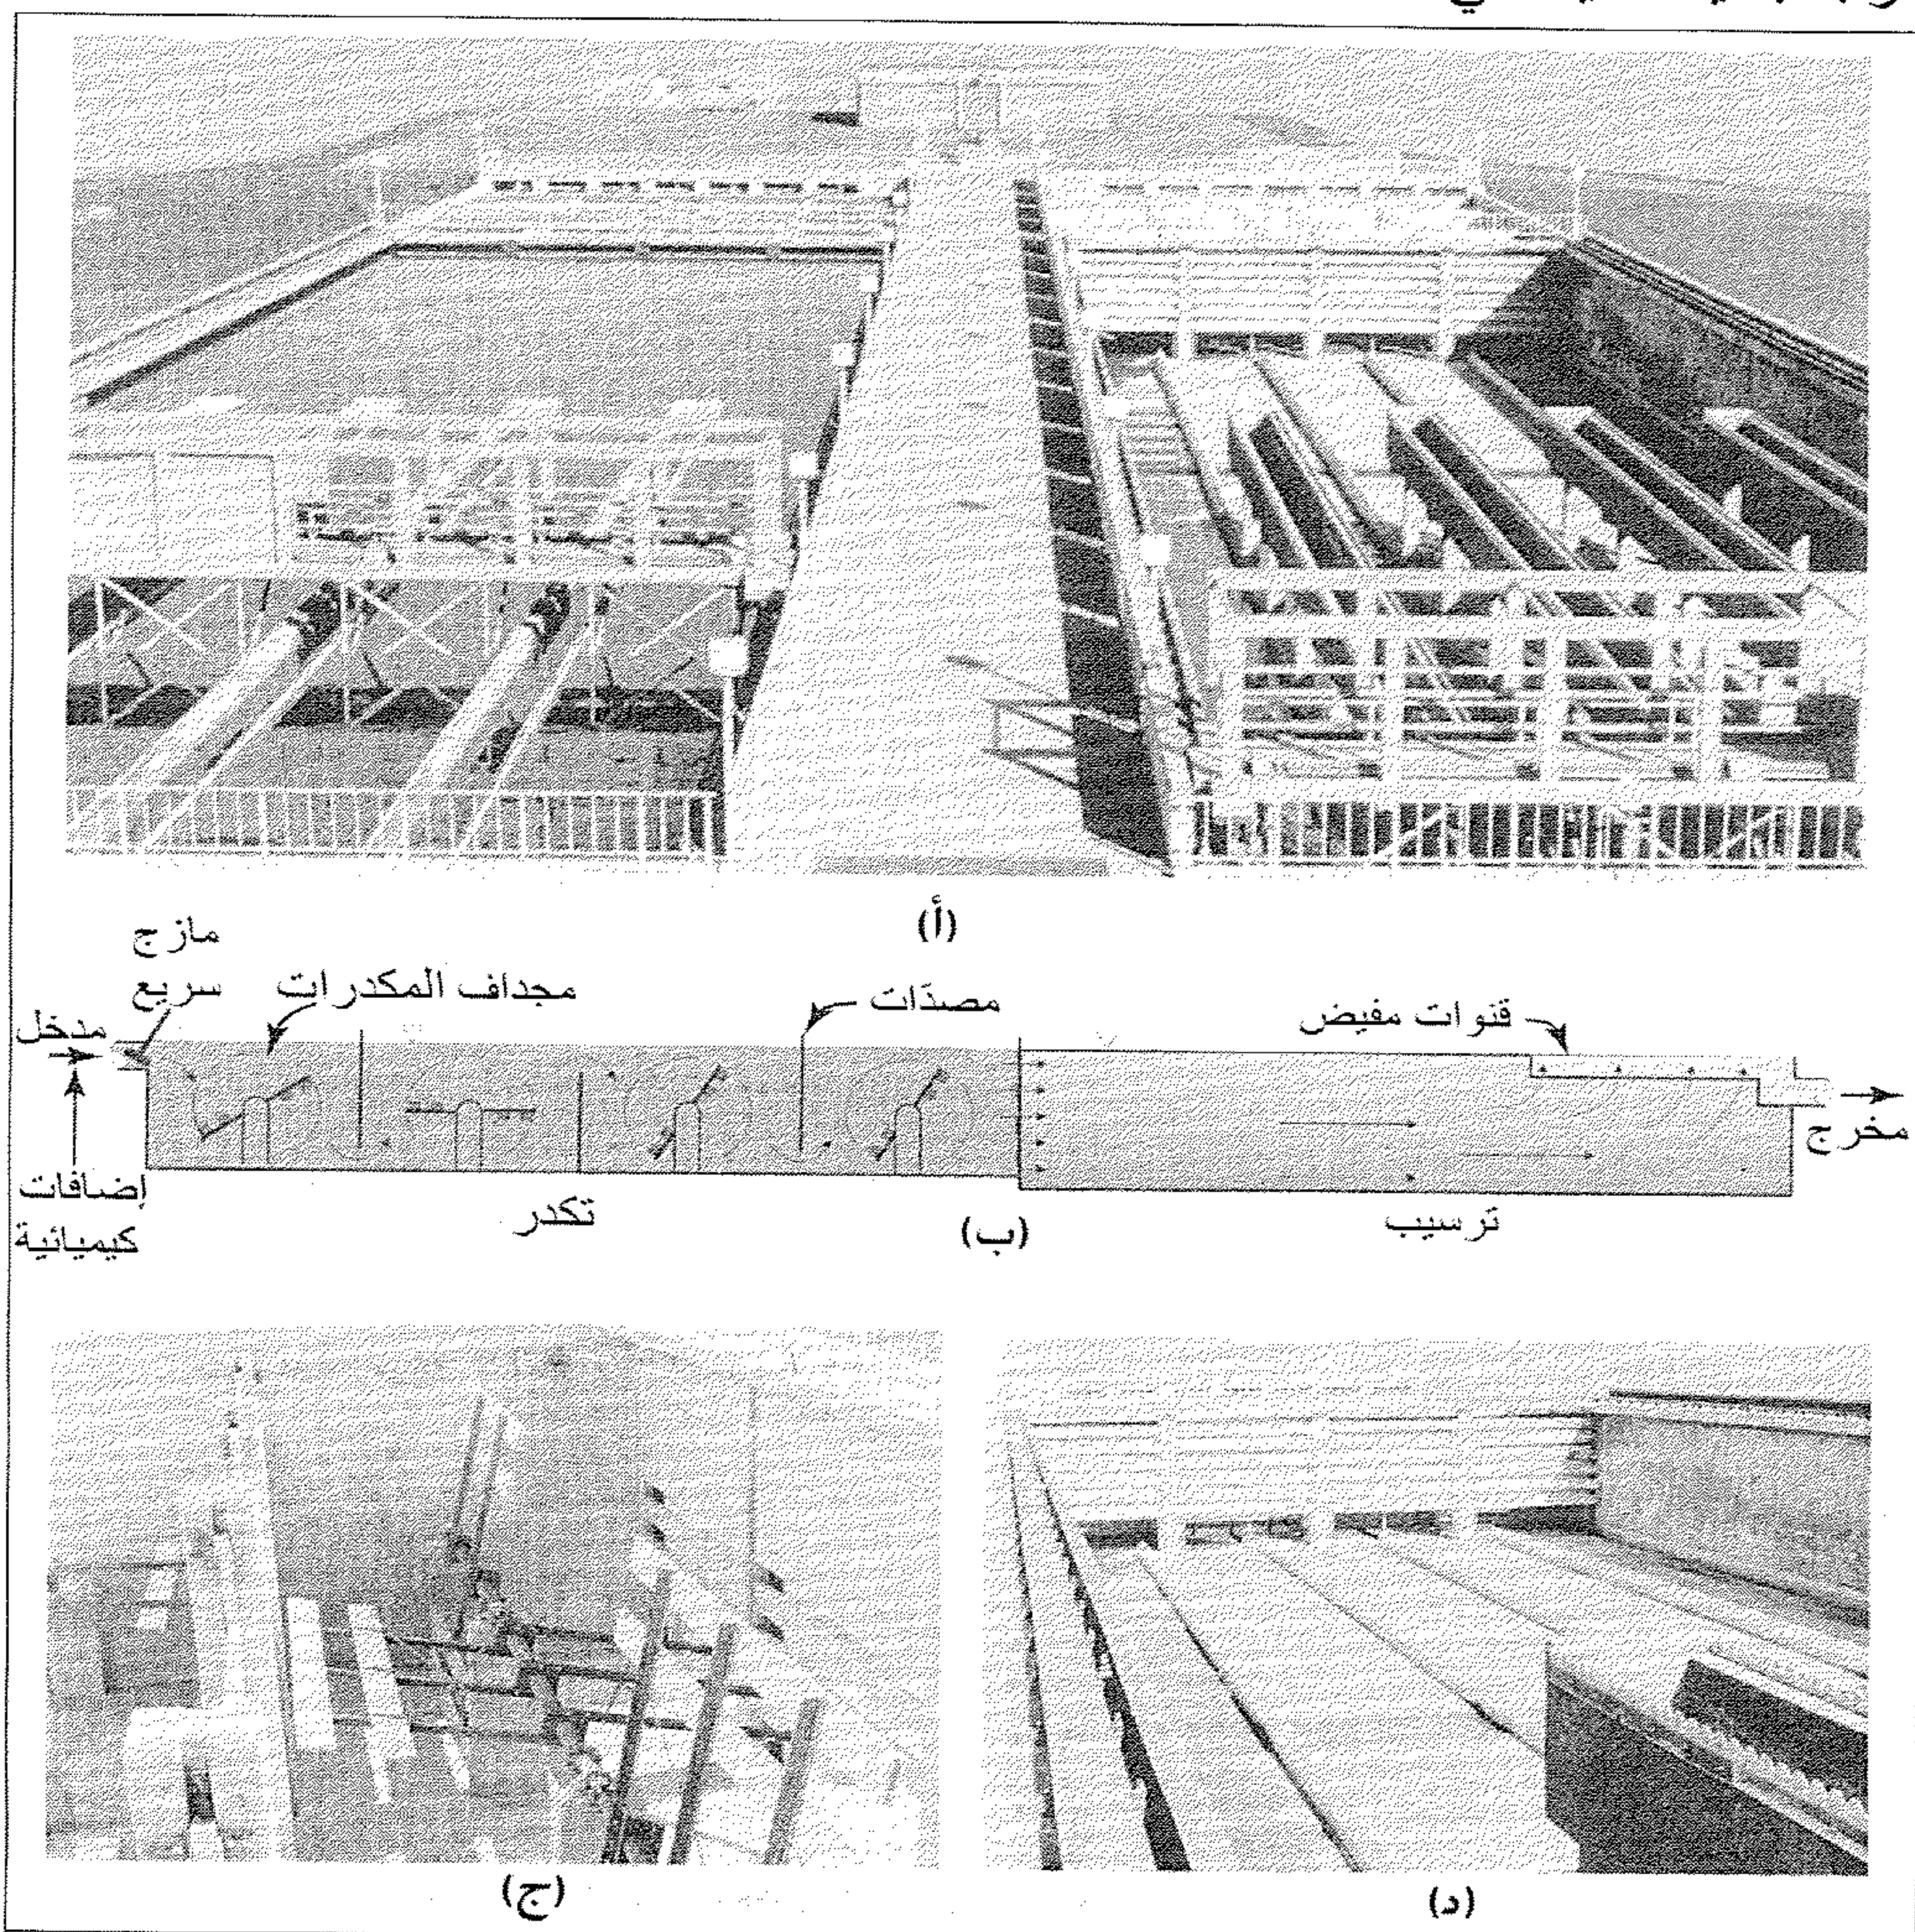 (أ)
مازج
سريع
مجداف المكدرات
مصدّات
قنوات مفيض
مدخل
مخرج
إضافات
كيميائية
تكدر
(ب)
ترسيب
(ج)
(د)